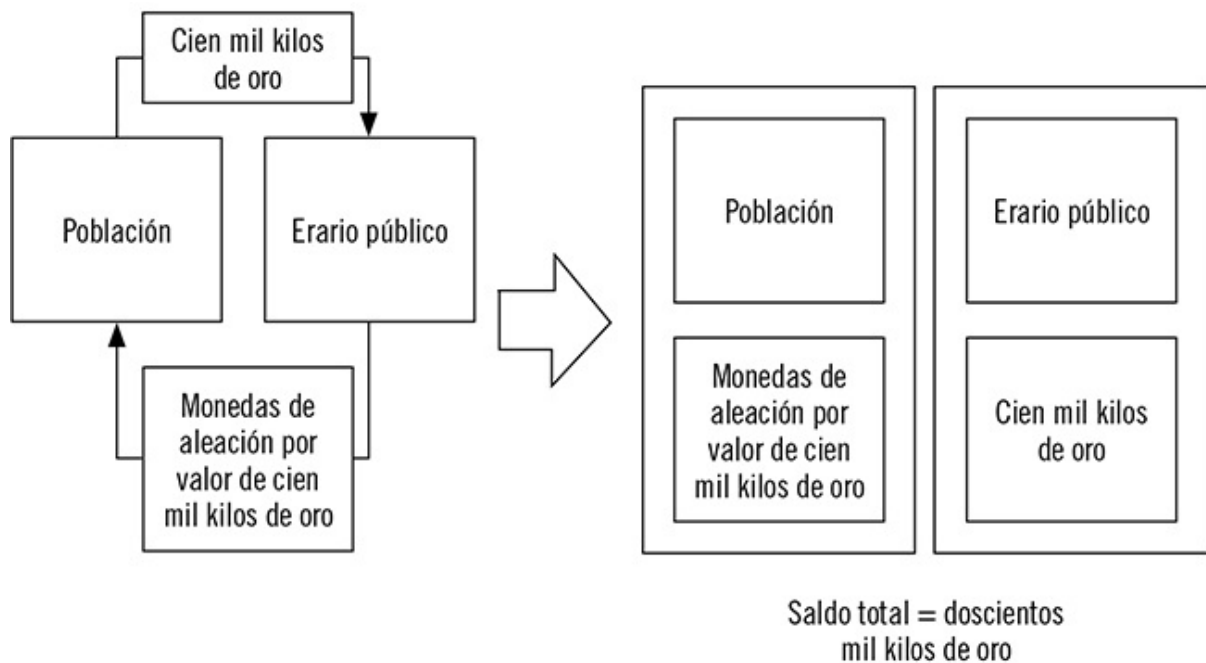 Cien mil kilos
de oro
Población
Erario público
Monedas de
aleación por
valor de cien
mil kilos de oro
Población
Monedas de
aleación por
valor de cien
mil kilos de oro
Erario público
Cien mil kilos
de oro
Saldo total = doscientos
mil kilos de oro